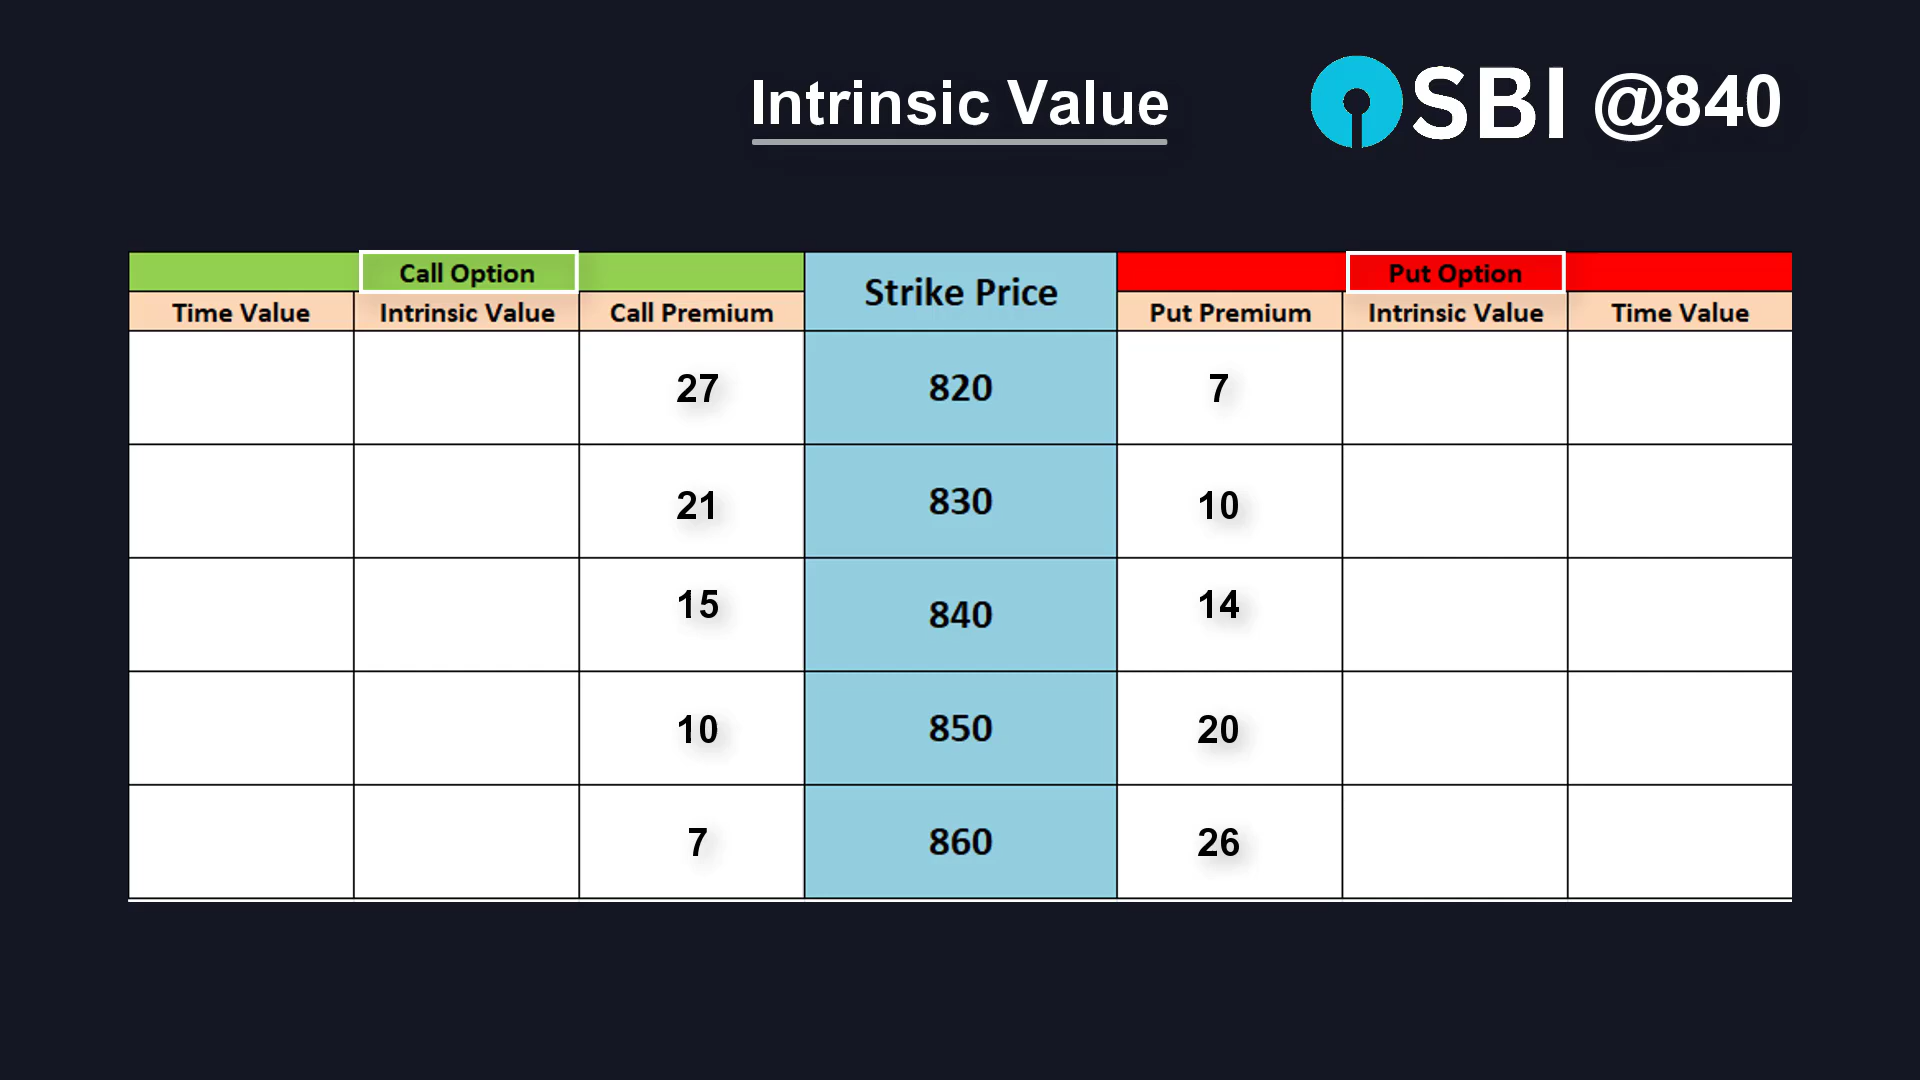 Intrinsic Value
SBI @840
Call Option Strike Price Put Option
Time Value Intrinsic Value Call Premium Put Premium Intrinsic Value Time Value
27 820 7
21 830 10
15 840 14
10 850 20
7 860 26